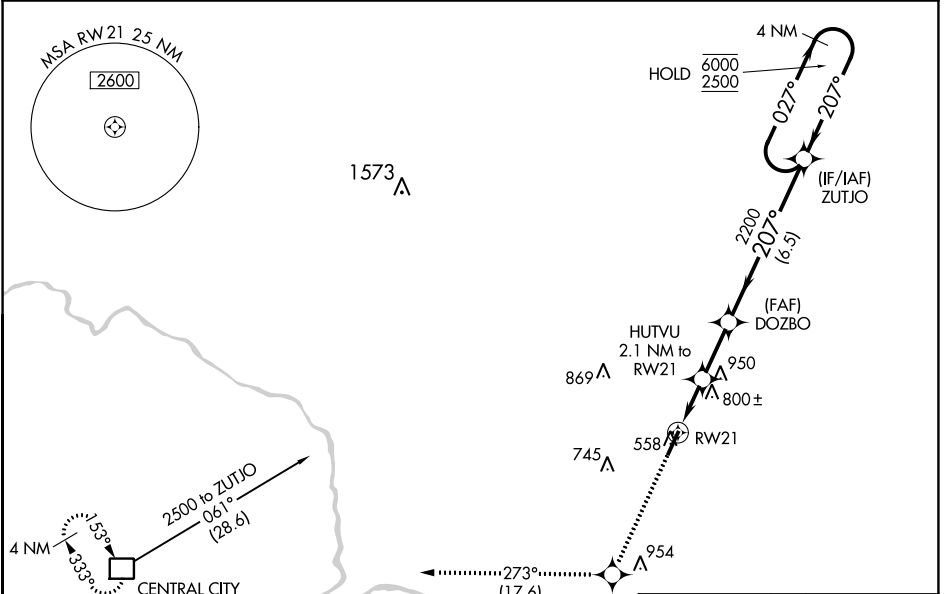 MSA RW21 25 NM
2600
4 NM
HOLD
6000
2500
027°
207°
1573
(IF/IAF)
ZUTJO
2200
207°
(6.5)
(FAF)
DOZBO
HUTVU
2.1 NM to
RW21
950
869
800±
558
RW21
745
2500 to ZUTJO
061°
(28.6)
153°
4 NM
333°
CENTRAL CITY
954
273°
(17.6)